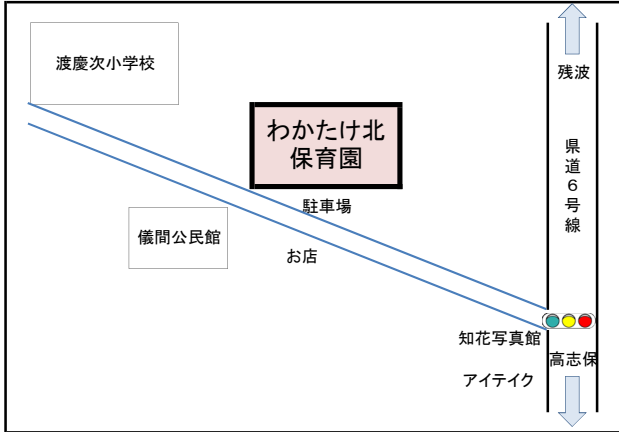 渡慶次小学校
残波
わかたけ北
保育園
県道６号線
駐車場
儀間公民館
お店
知花写真館
高志保
アイテイク